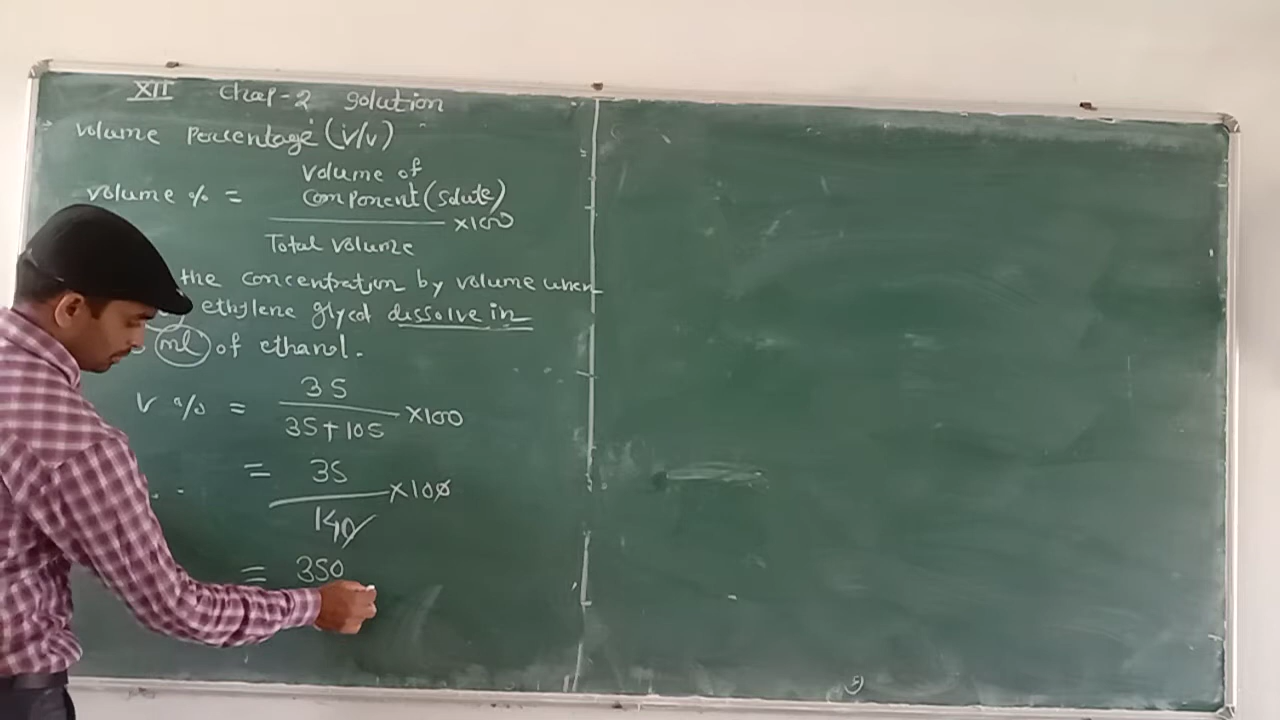 XII Chap-2 Solution
Volume Percentage (V/V)
Volume of
Volume % = Component (Solute) ×100
Total Volume
the concentration by volume when
ethylene glycol dissolve in
ml of ethanol.
V % = 35
35+105 ×100
= 35
140 ×100
= 350